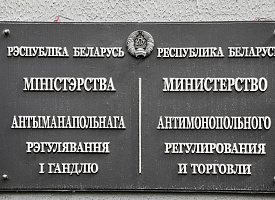 РЭСПУБЛІКА БЕЛАРУСЬ
МІНІСТЭРСТВА
АНТЫМАНАПОЛЬНАГА
РЭГУЛЯВАННЯ
І ГАНДЛЮ
РЕСПУБЛИКА БЕЛАРУСЬ
МИНИСТЕРСТВО
АНТИМОНОПОЛЬНОГО
РЕГУЛИРОВАНИЯ
И ТОРГОВЛИ